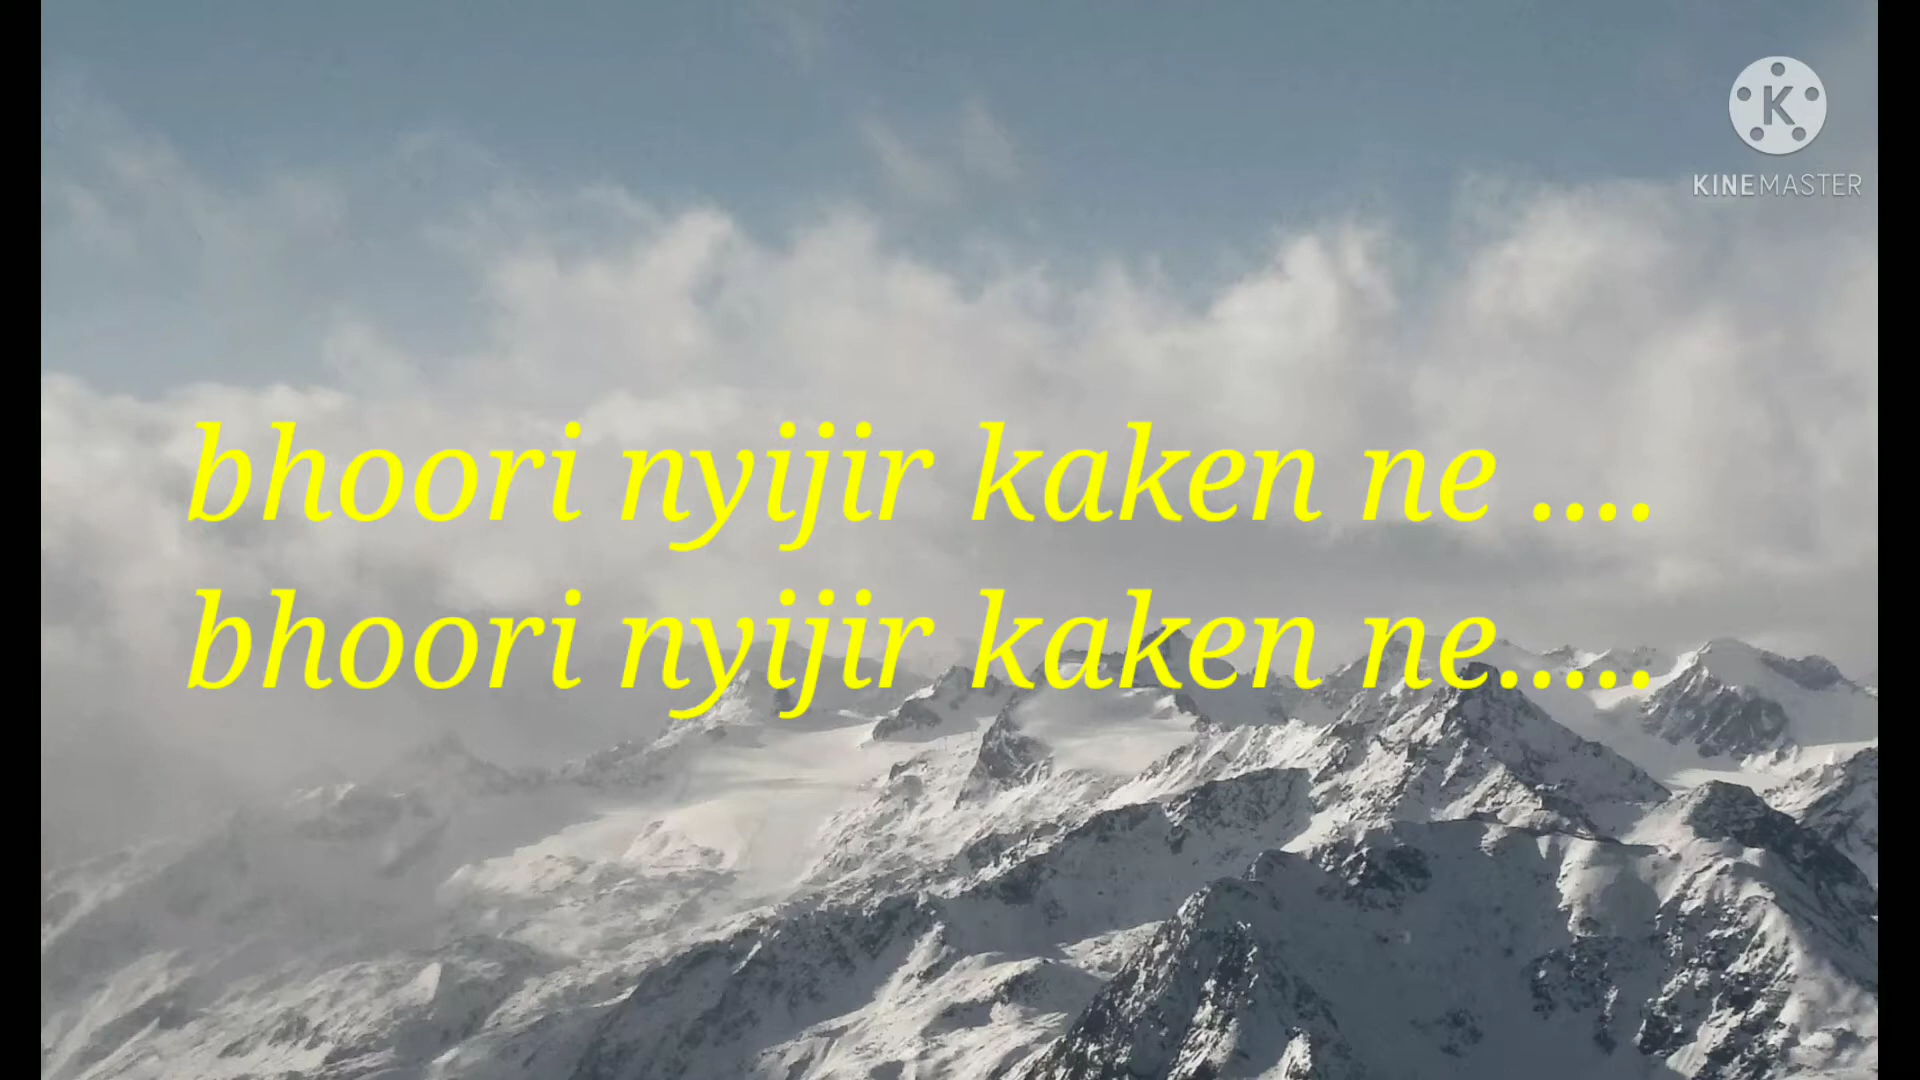 K
KINEMASTER
bhoori nyijir kaken ne ....
bhoori nyijir kaken ne.....